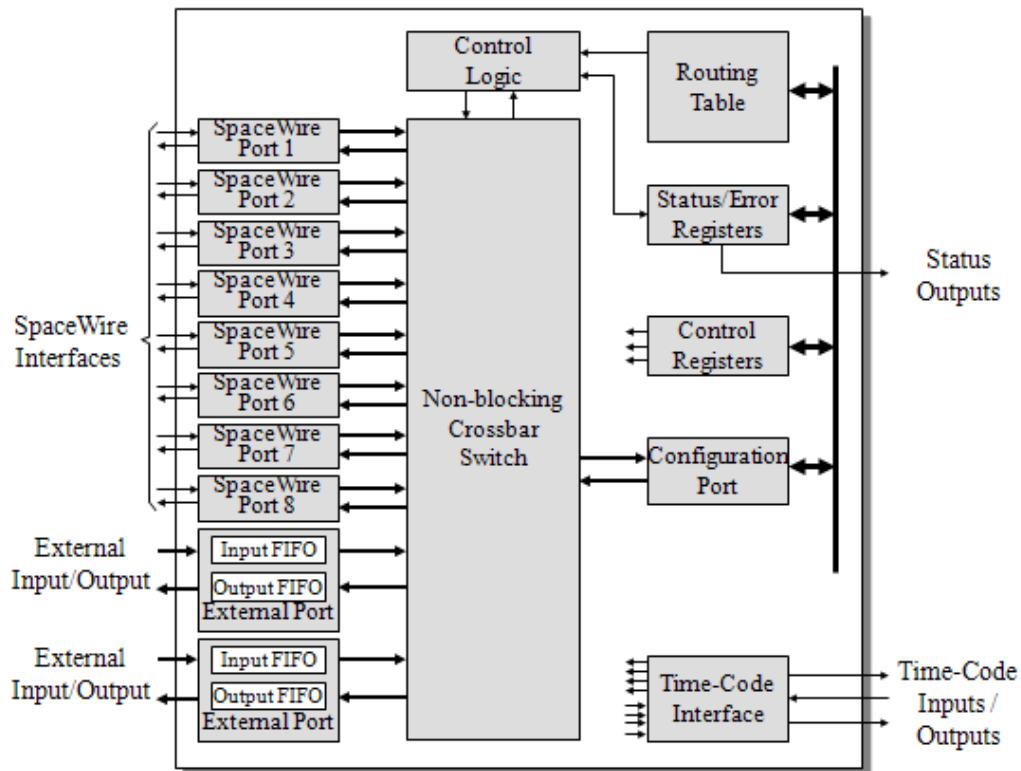 Control
Logic
Routing
Table
SpaceWire
Port 1
SpaceWire
Port 2
SpaceWire
Port 3
SpaceWire
Port 4
SpaceWire
Port 5
SpaceWire
Port 6
SpaceWire
Port 7
SpaceWire
Port 8
SpaceWire
Interfaces
Non-blocking
Crossbar
Switch
Status/Error
Registers
Status
Outputs
Control
Registers
Configuration
Port
External
Input/Output
Input FIFO
Output FIFO
External Port
External
Input/Output
Input FIFO
Output FIFO
External Port
Time-Code
Interface
Time-Code
Inputs /
Outputs